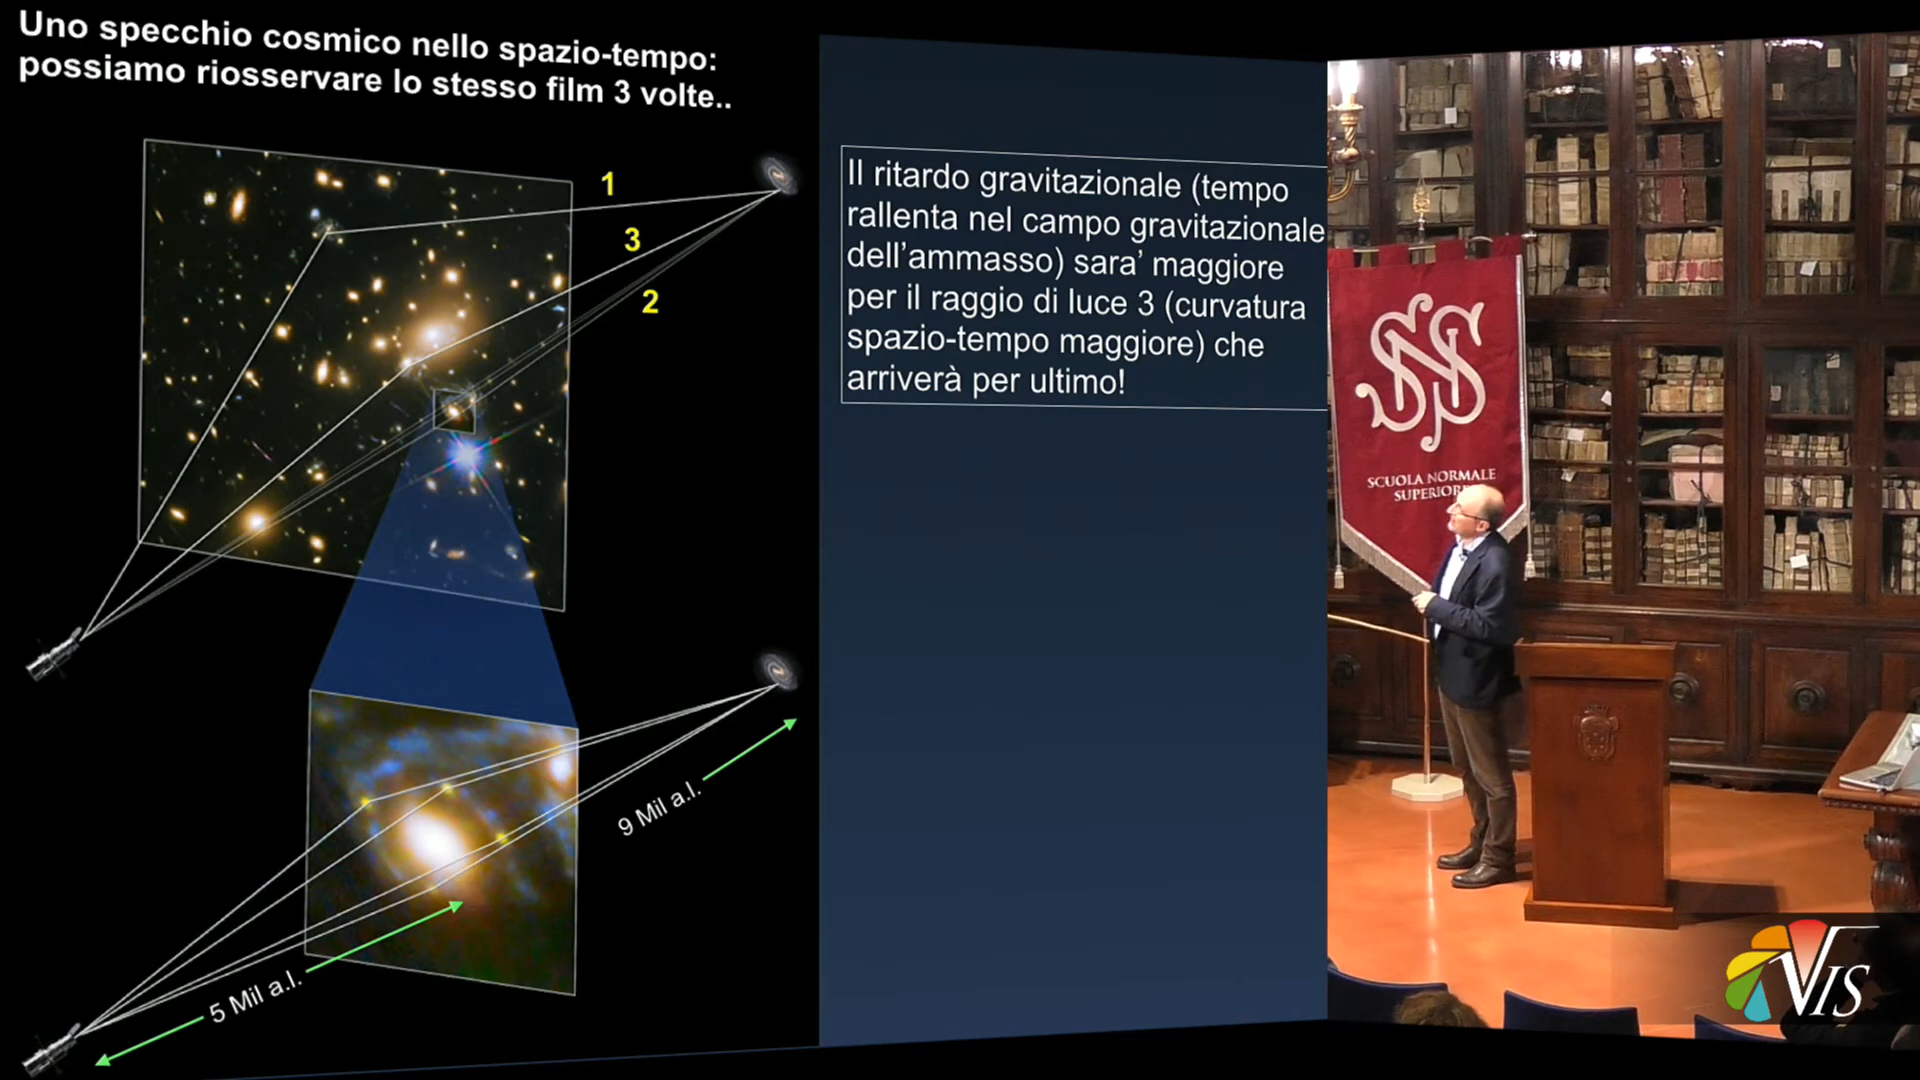 Uno specchio cosmico nello spazio-tempo:
possiamo riosservare lo stesso film 3 volte..
1
3
2
9 Mil a.l.
5 Mil a.l.
Il ritardo gravitazionale (tempo
rallenta nel campo gravitazionale
dell’ammasso) sara’ maggiore
per il raggio di luce 3 (curvatura
spazio-tempo maggiore) che
arriverà per ultimo!
SNS
SCUOLA NORMALE
SUPERIORE
VIS